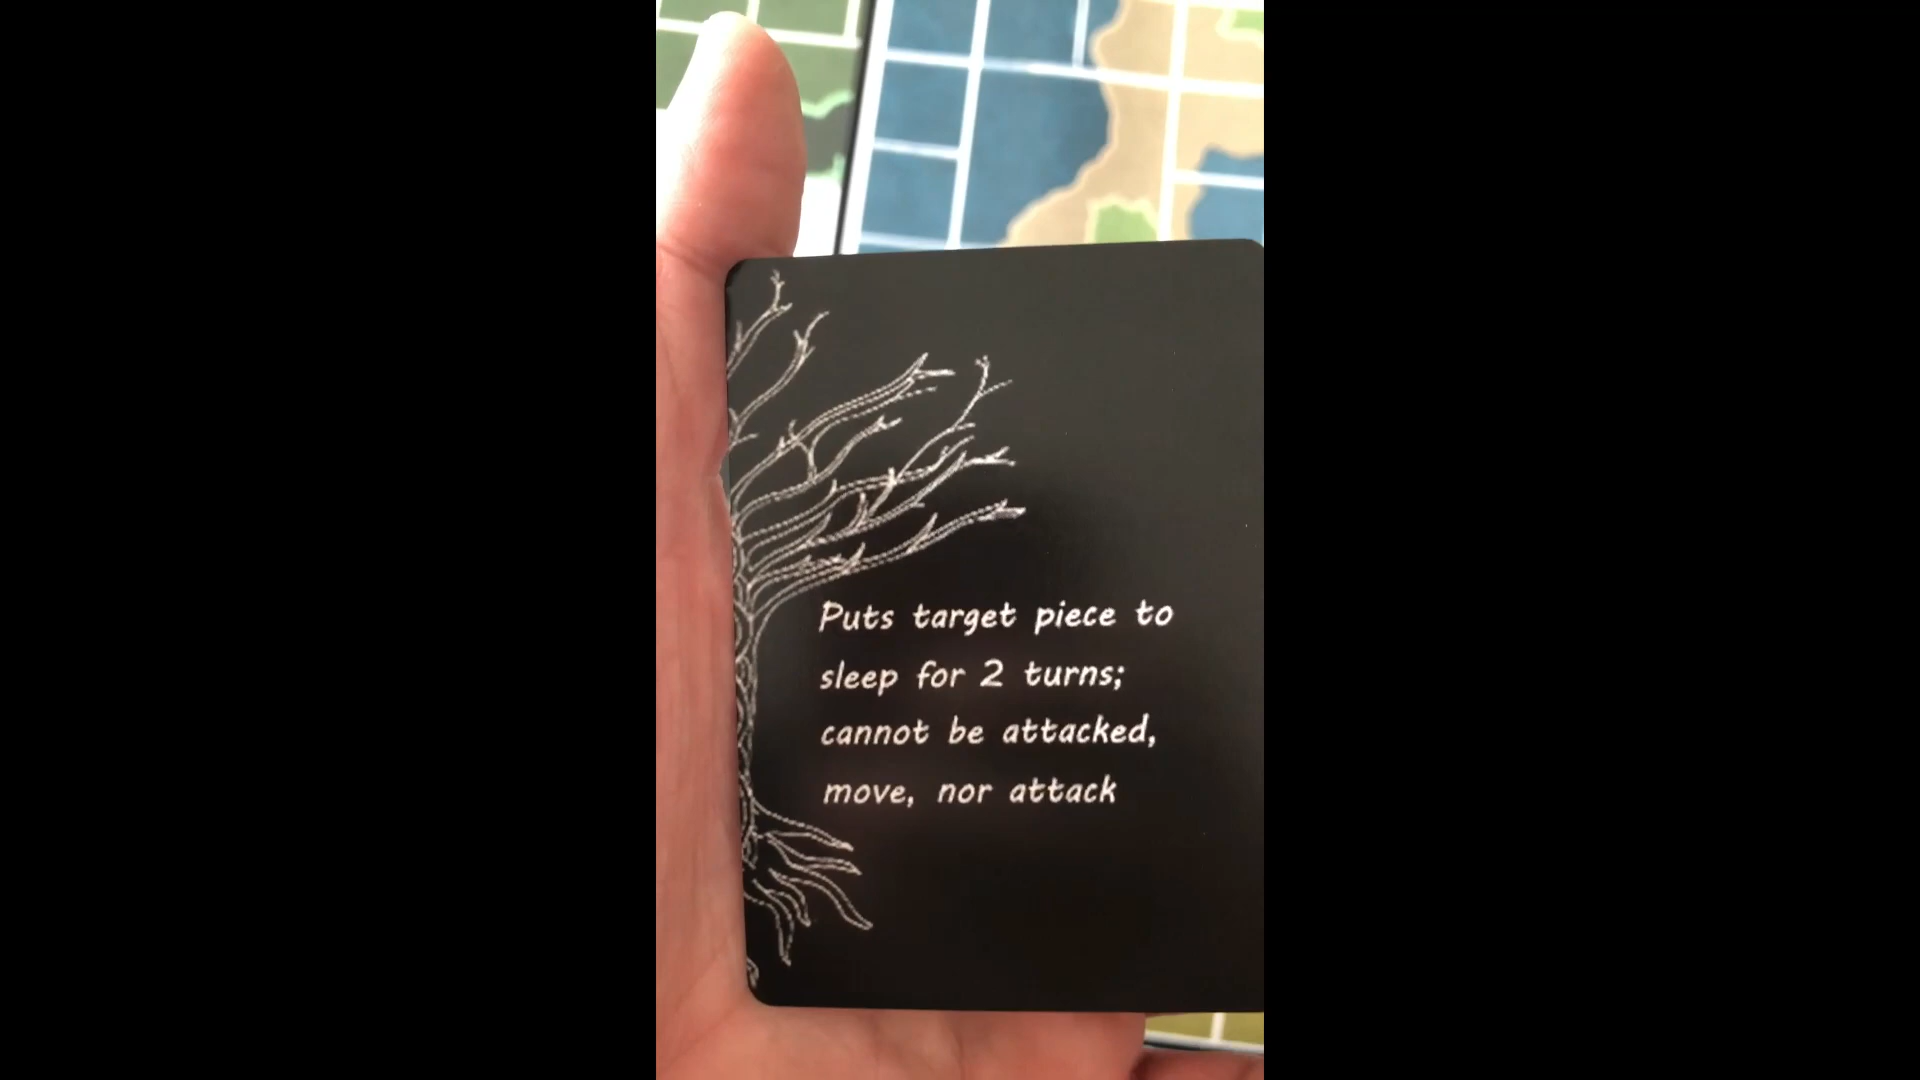 Puts target piece to
sleep for 2 turns;
cannot be attacked,
move, nor attack